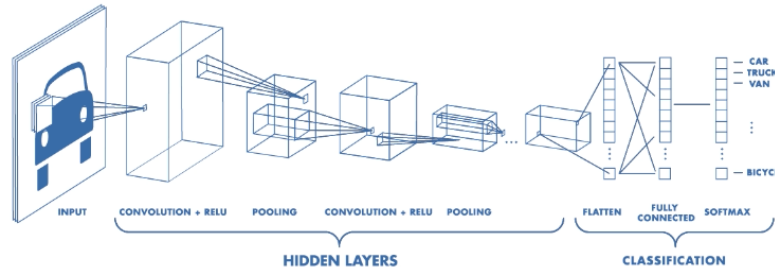 CAR
TRUCK
VAN
BICYC
INPUT
CONVOLUTION + RELU
POOLING
CONVOLUTION + RELU
POOLING
FLATTEN
FULLY
CONNECTED
SOFTMAX
HIDDEN LAYERS
CLASSIFICATION